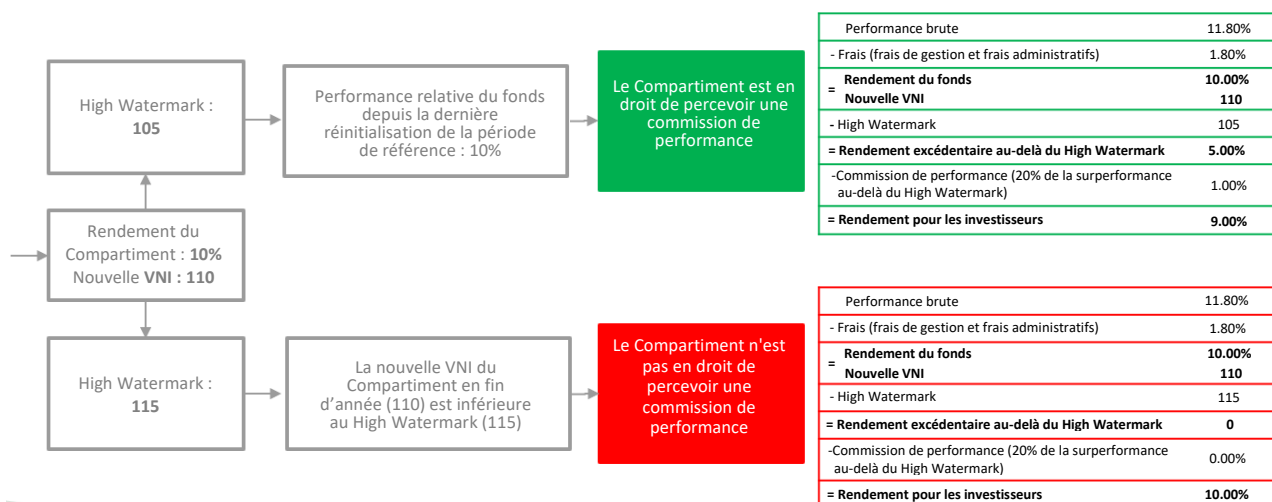 High Watermark :
105
Performance relative du fonds
depuis la dernière
réinitialisation de la période
de référence : 10%
Le Compartiment est en
droit de percevoir une
commission de
performance
Performance brute 11.80%
- Frais (frais de gestion et frais administratifs) 1.80%
= Rendement du fonds 10.00%
Nouvelle VNI 110
- High Watermark 105
= Rendement excédentaire au-delà du High Watermark 5.00%
-Commission de performance (20% de la surperformance
au-delà du High Watermark) 1.00%
= Rendement pour les investisseurs 9.00%
Rendement du
Compartiment : 10%
Nouvelle VNI : 110
High Watermark :
115
La nouvelle VNI du
Compartiment en fin
d’année (110) est inférieure
au High Watermark (115)
Le Compartiment n'est
pas en droit de
percevoir une
commission de
performance
Performance brute 11.80%
- Frais (frais de gestion et frais administratifs) 1.80%
= Rendement du fonds 10.00%
Nouvelle VNI 110
- High Watermark 115
= Rendement excédentaire au-delà du High Watermark 0
-Commission de performance (20% de la surperformance
au-delà du High Watermark) 0.00%
= Rendement pour les investisseurs 10.00%